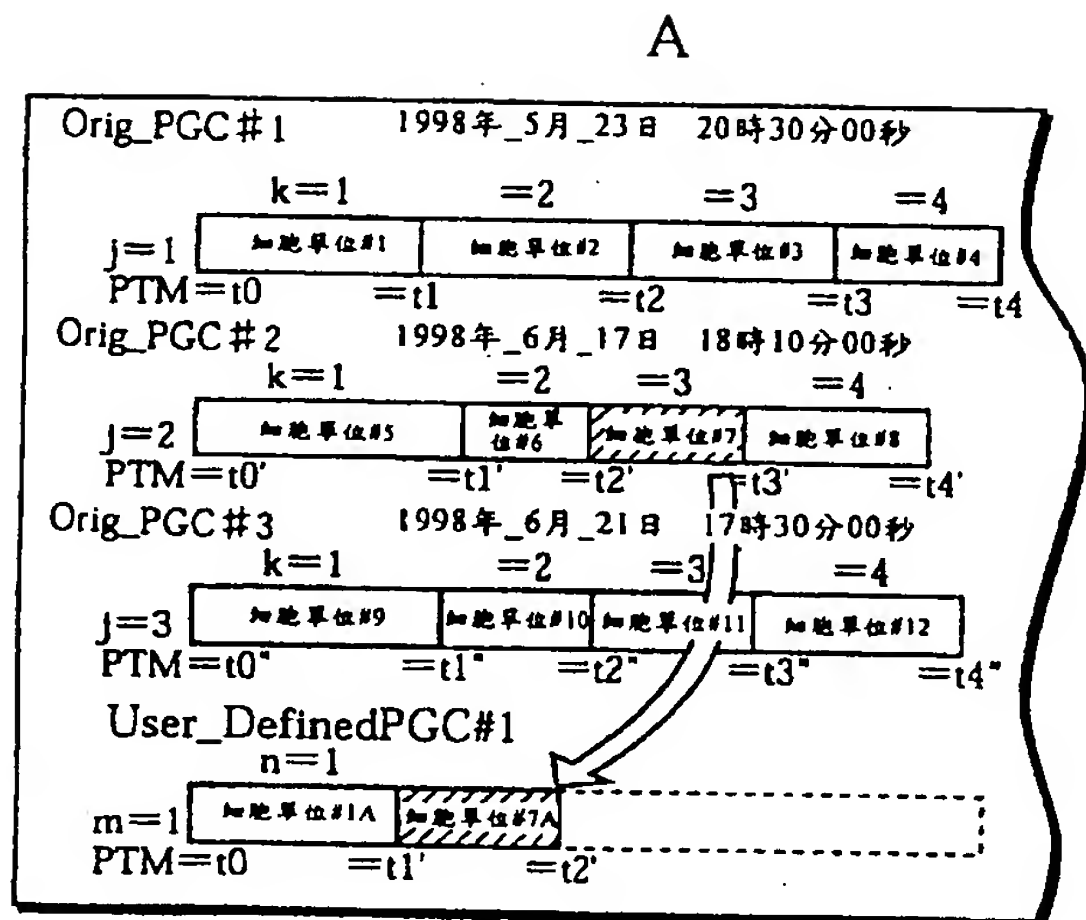 A
Orig_PGC#1 1998年_5月_23日 20時30分00秒
k=1 =2 =3 =4
j=1 細胞單位#1 細胞單位#2 細胞單位#3 細胞單位#4
PTM=t0 =t1 =t2 =t3 =t4
Orig_PGC#2 1998年_6月_17日 18時10分00秒
k=1 =2 =3 =4
j=2 細胞單位#5 細胞單位#6 細胞單位#7 細胞單位#8
PTM=t0' =t1' =t2' =t3' =t4'
Orig_PGC#3 1998年_6月_21日 17時30分00秒
k=1 =2 =3 =4
j=3 細胞單位#9 細胞單位#10 細胞單位#11 細胞單位#12
PTM=t0" =t1" =t2" =t3" =t4"
User_DefinedPGC#1
n=1
m=1 細胞單位#1A 細胞單位#7A
PTM=t0 =t1' =t2'